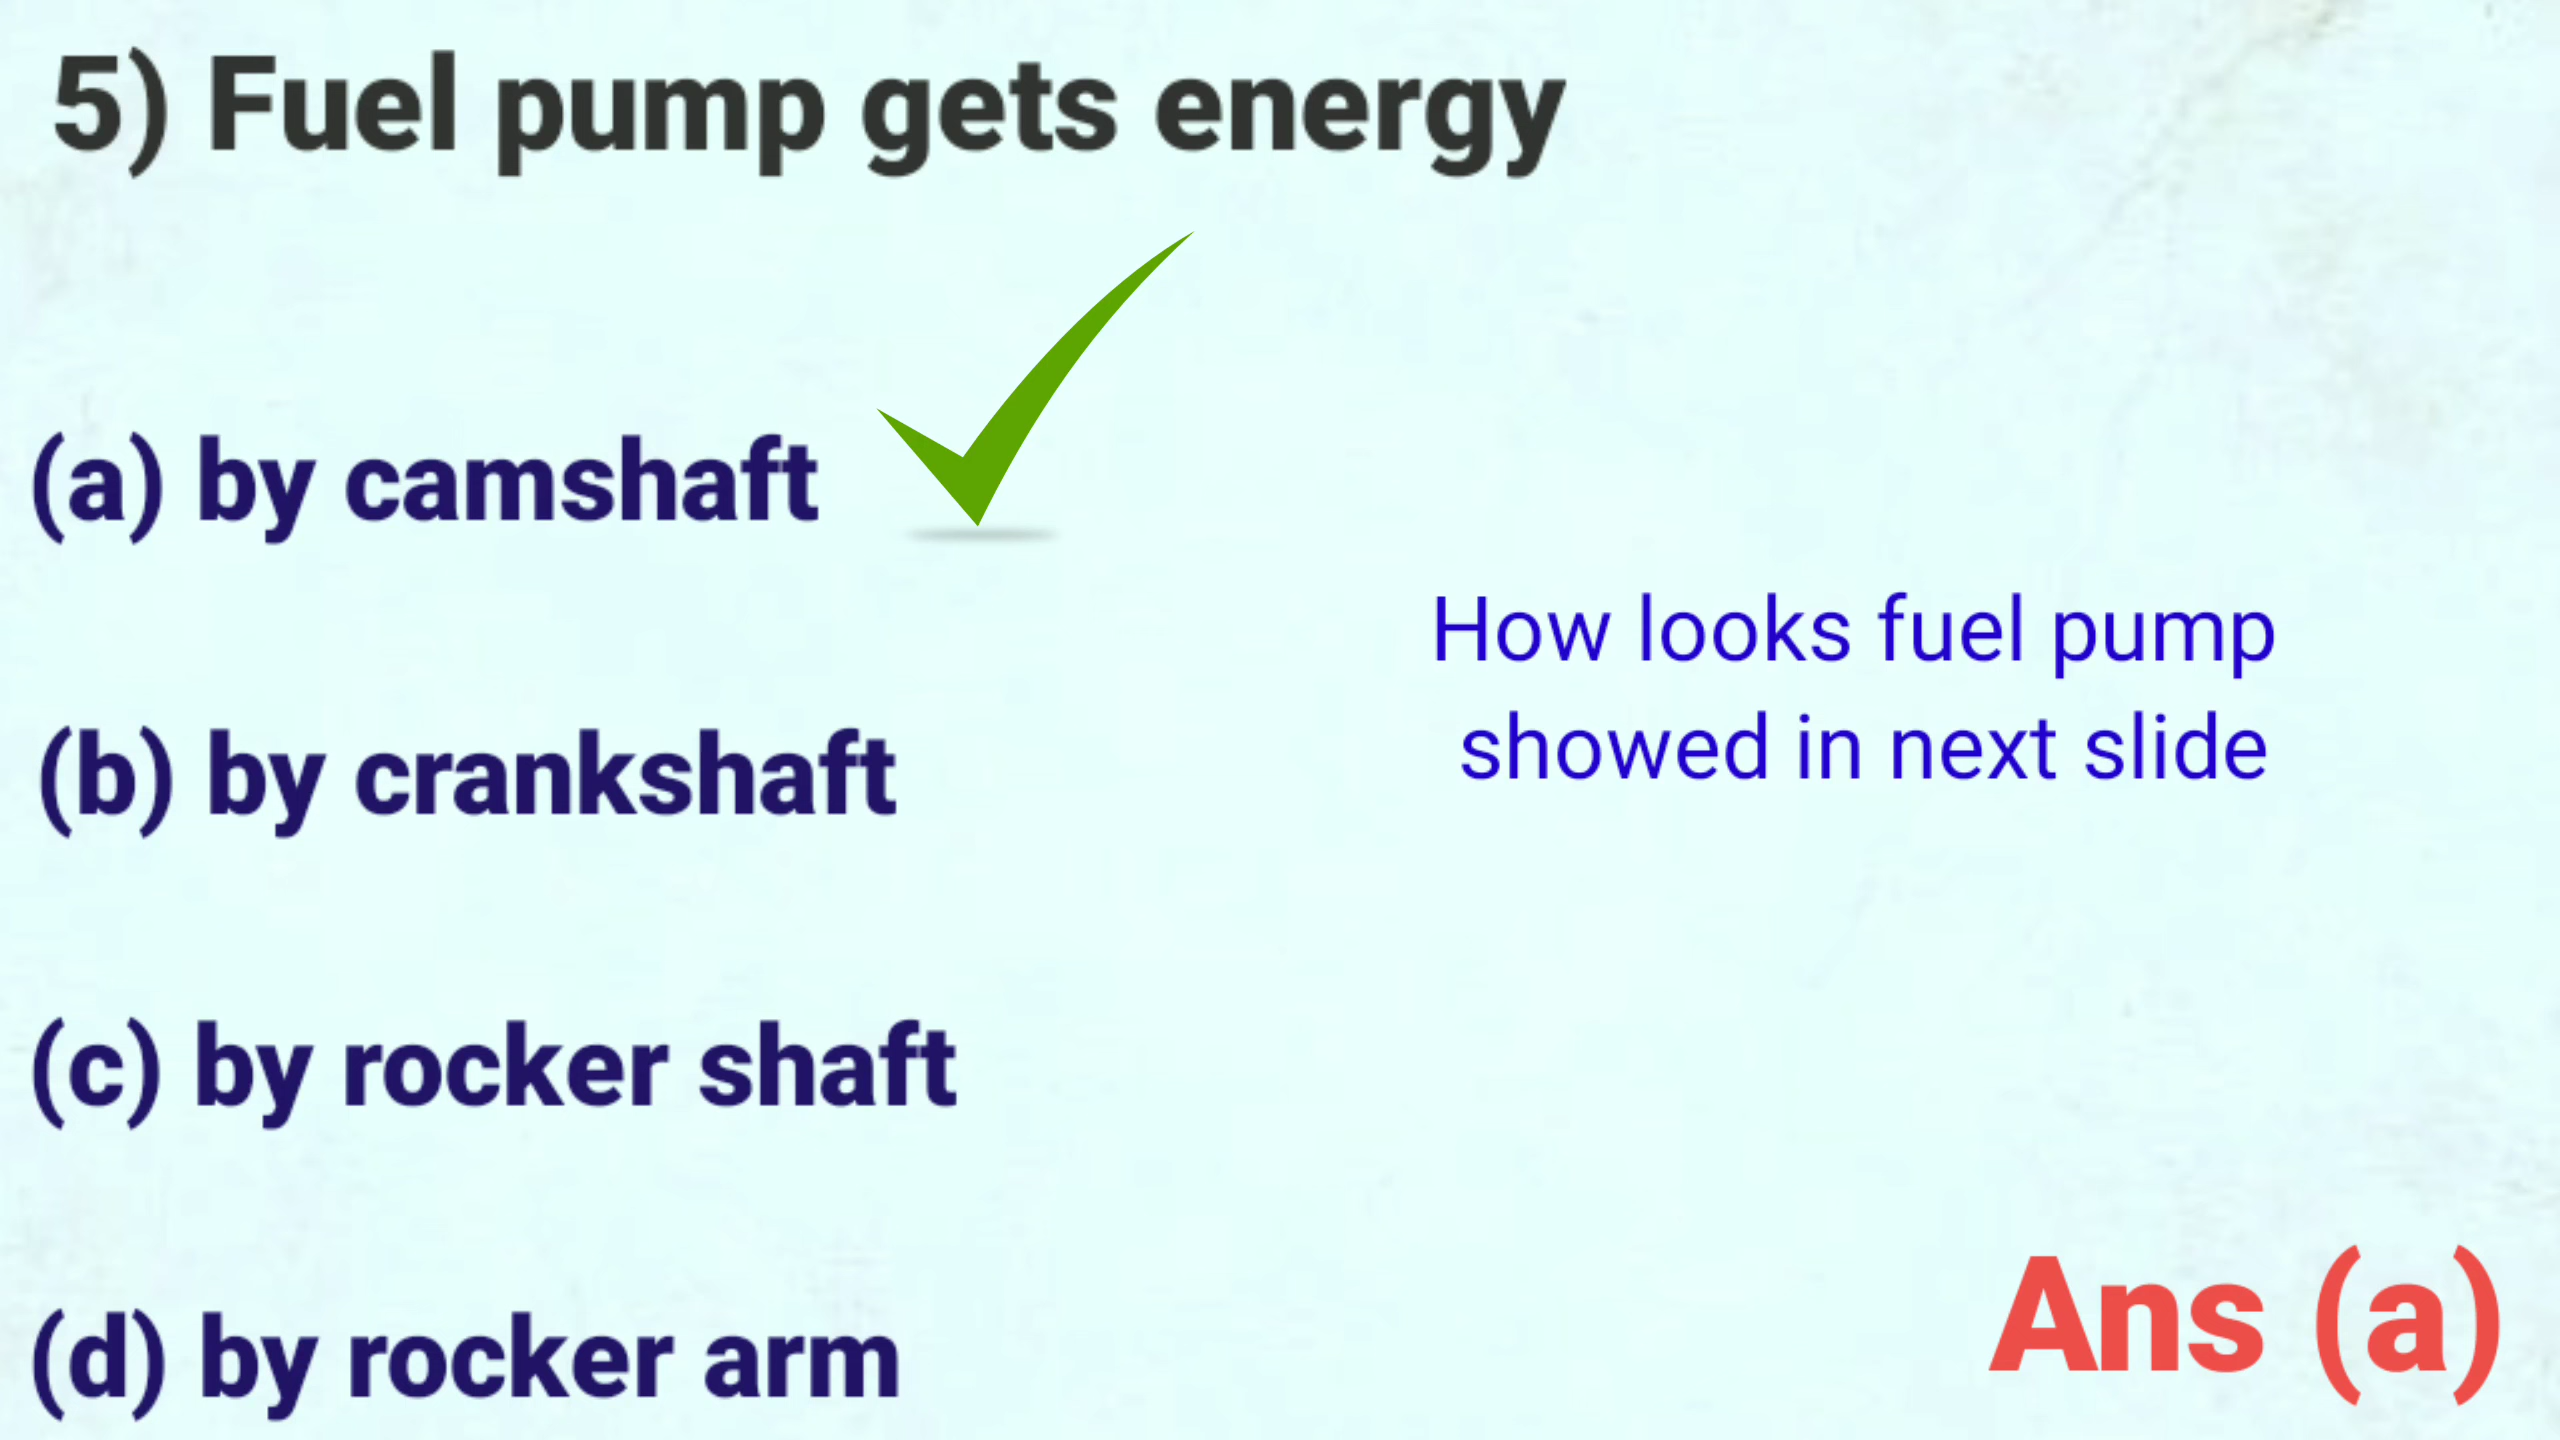 5) Fuel pump gets energy
(a) by camshaft
(b) by crankshaft
How looks fuel pump
showed in next slide
(c) by rocker shaft
(d) by rocker arm
Ans (a)